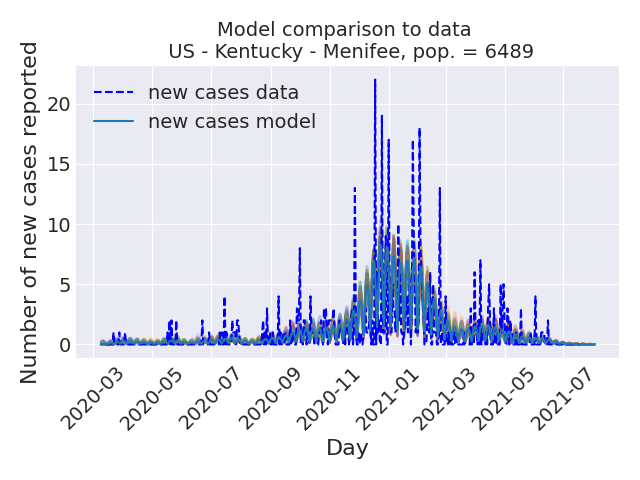 Model comparison to data
US - Kentucky - Menifee, pop. = 6489
Number of new cases reported
20
15
10
5
0
new cases data
new cases model
2020-03
2020-05
2020-07
2020-09
2020-11
2021-01
2021-03
2021-05
2021-07
Day